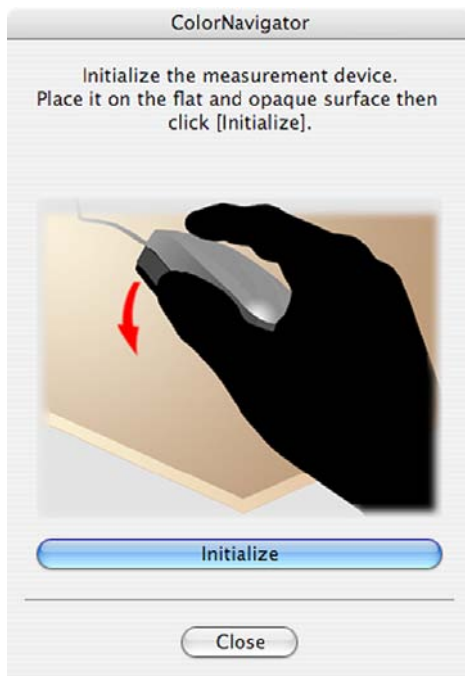 ColorNavigator
Initialize the measurement device.
Place it on the flat and opaque surface then
click [Initialize].
Initialize
Close